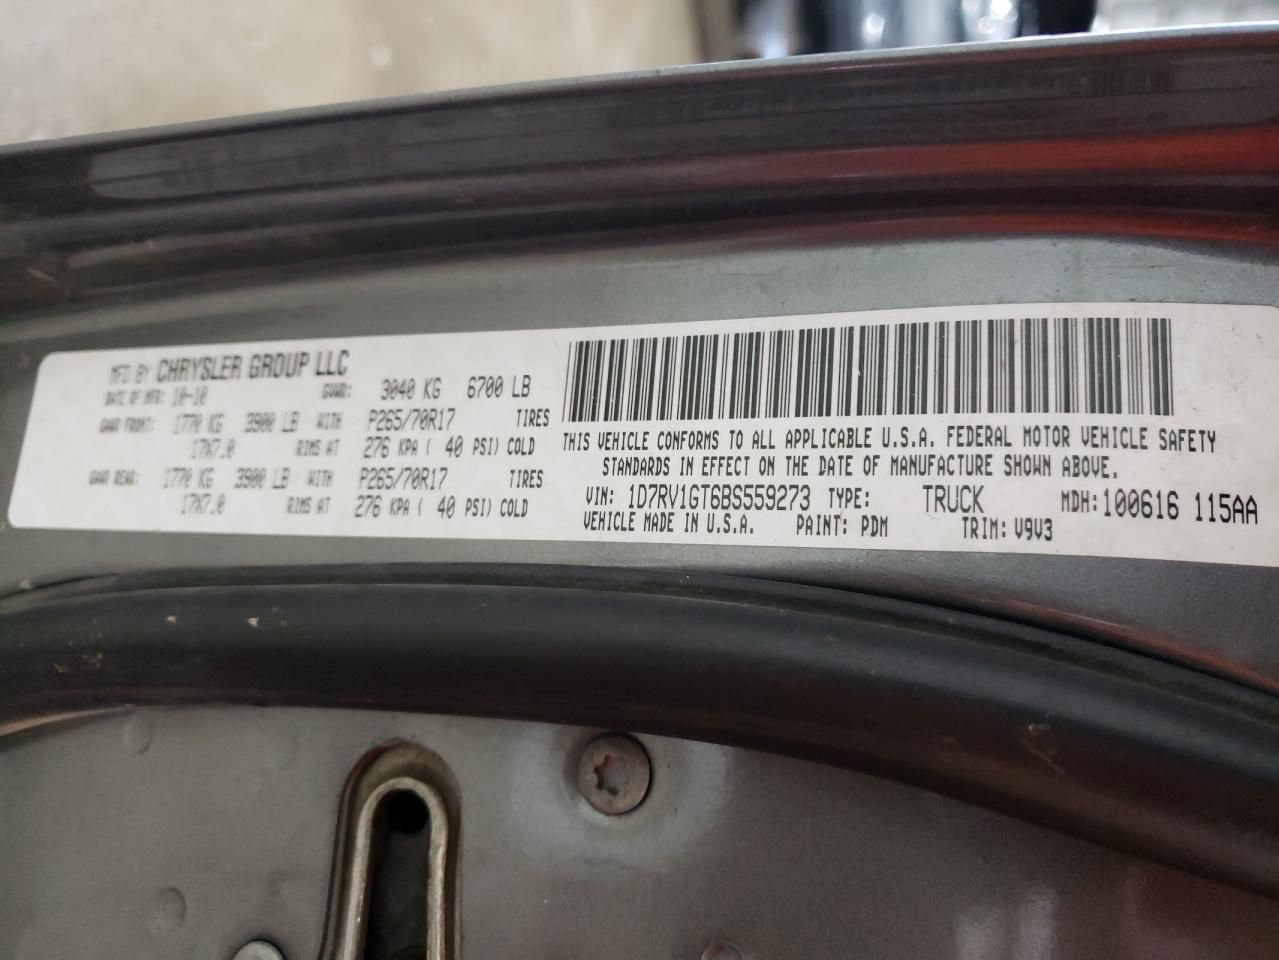 MFD BY CHRYSLER GROUP LLC
DATE OF MFR: 10-10 GVWR: 3040 KG 6700 LB
GAWR FRONT: 1770 KG 3900 LB WITH P265/70R17 TIRES
17X7.0 RIMS AT 276 KPA ( 40 PSI) COLD
GAWR REAR: 1770 KG 3900 LB WITH P265/70R17 TIRES
17X7.0 RIMS AT 276 KPA ( 40 PSI) COLD
THIS VEHICLE CONFORMS TO ALL APPLICABLE U.S.A. FEDERAL MOTOR VEHICLE SAFETY
STANDARDS IN EFFECT ON THE DATE OF MANUFACTURE SHOWN ABOVE.
VIN: 1D7RV1GT6BS559273 TYPE: TRUCK MDH: 100616 115AA
VEHICLE MADE IN U.S.A. PAINT: PDM TRIM: V9V3